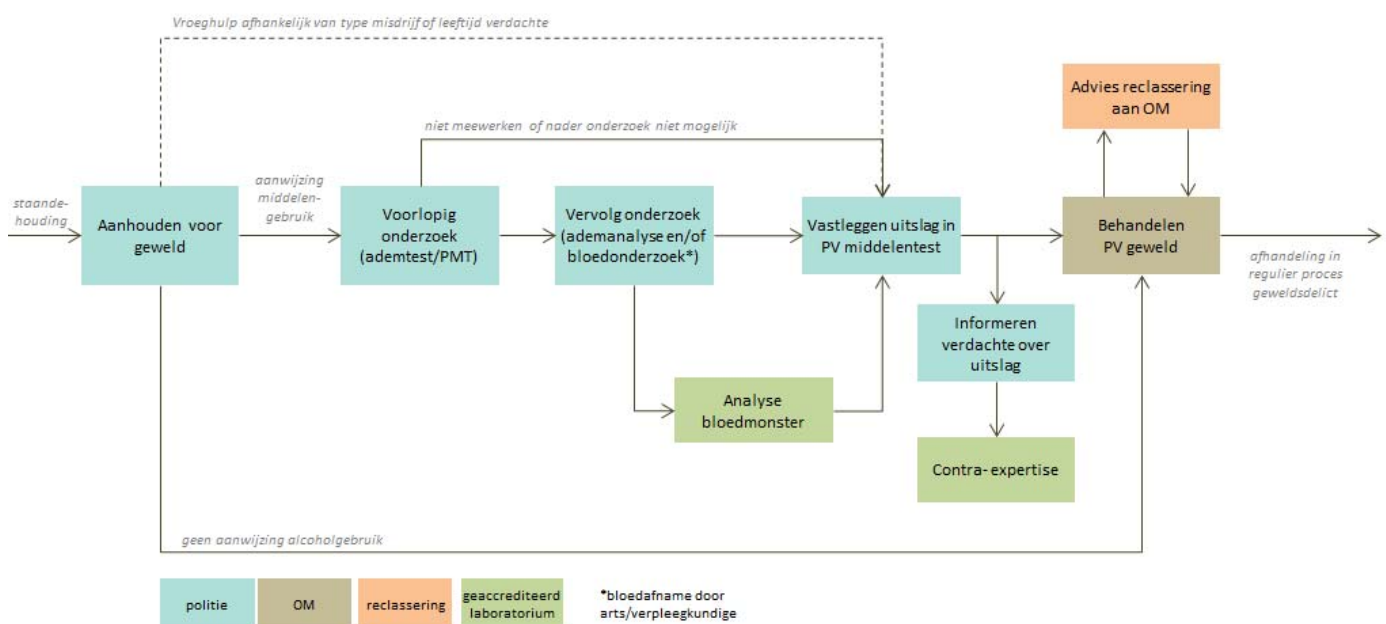 Vroeghulp afhankelijk van type misdrijf of leeftijd verdachte
niet meewerken of nader onderzoek niet mogelijk
Advies reclassering
aan OM
staande-
houding
Aanhouden voor
geweld
aanwijzing
middelen-
gebruik
Voorlopig
onderzoek
(ademtest/PMT)
Vervolg onderzoek
(ademanalyse en/of
bloedonderzoek*)
Vastleggen uitslag in
PV middelentest
Behandelen
PV geweld
afhandeling in
regulier proces
geweldsdelict
Informeren
verdachte over
uitslag
Analyse
bloedmonster
Contra- expertise
geen aanwijzing alcoholgebruik
politie
OM
reclassering
geaccrediteerd
laboratorium
*bloedafname door
arts/verpleegkundige